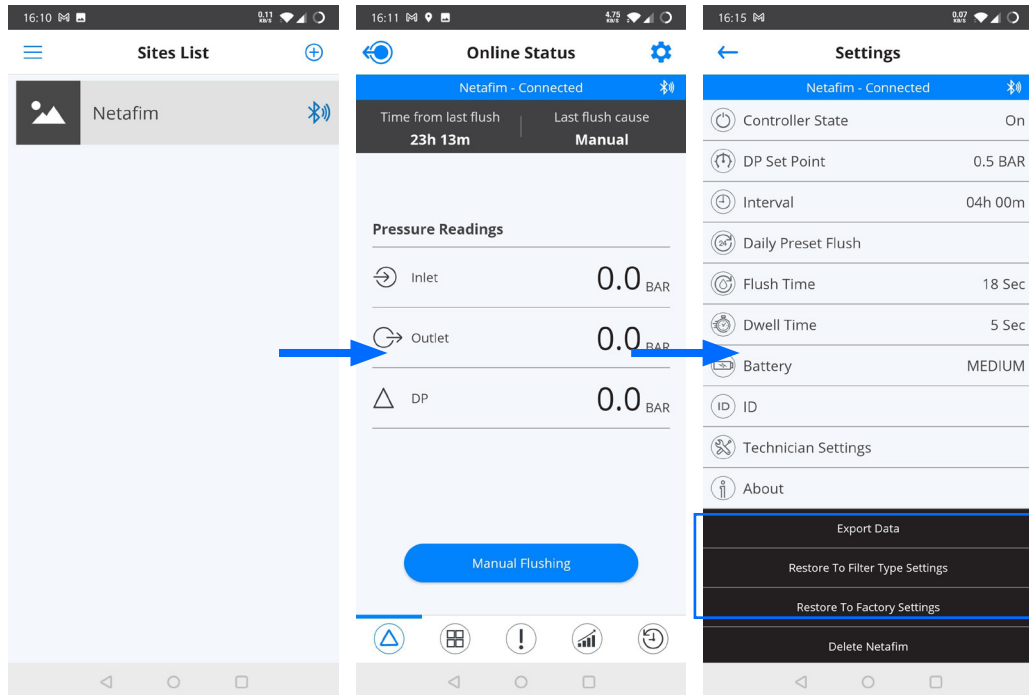 16:10
0.11
KB/S
Sites List
Netafim
16:11
4.75
KB/S
Online Status
Netafim - Connected
Time from last flush
23h 13m
Last flush cause
Manual
Pressure Readings
Inlet
0.0 BAR
Outlet
0.0 BAR
DP
0.0 BAR
Manual Flushing
16:15
0.07
KB/S
Settings
Netafim - Connected
Controller State On
DP Set Point 0.5 BAR
Interval 04h 00m
24 Daily Preset Flush
Flush Time 18 Sec
Dwell Time 5 Sec
Battery MEDIUM
ID ID
Technician Settings
About
Export Data
Restore To Filter Type Settings
Restore To Factory Settings
Delete Netafim